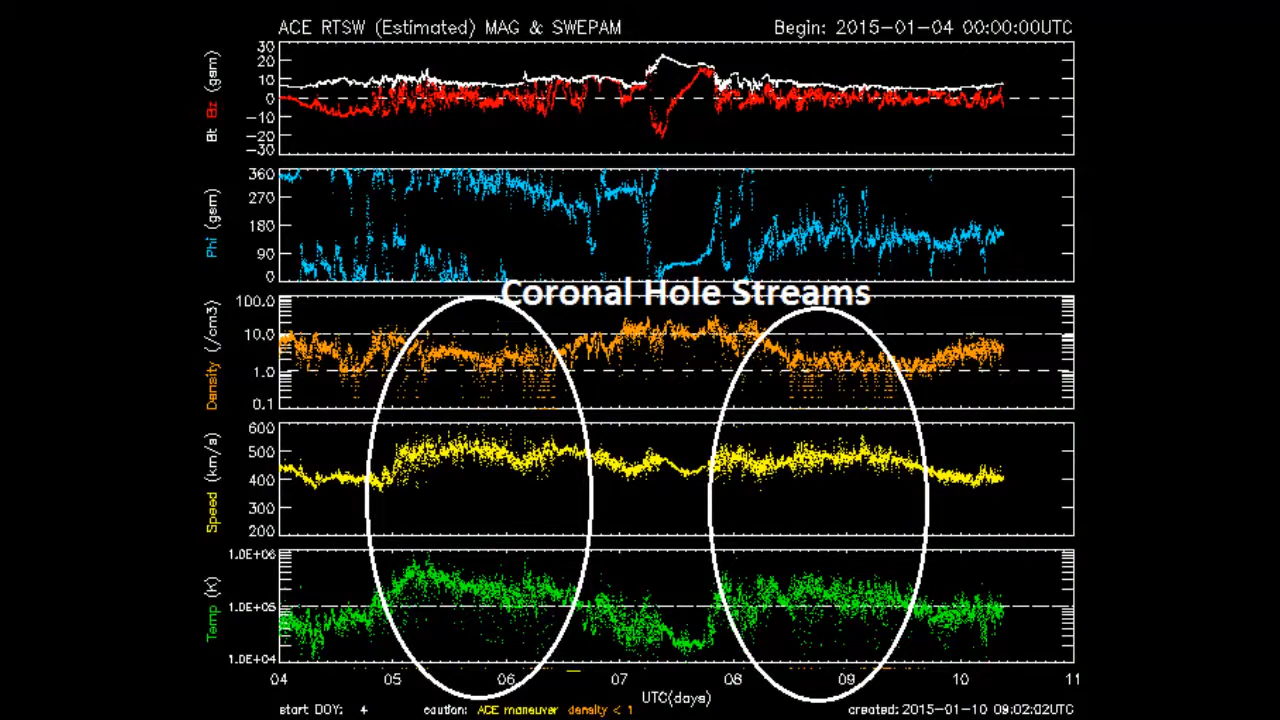 ACE RTSW (Estimated) MAG & SWEPAM Begin: 2015-01-04 00:00:00UTC
Bt Bz (gsm)
30
20
10
0
-10
-20
-30
Phi (gsm)
360
270
180
90
0
Coronal Hole Streams
Density (/cm3)
100.0
10.0
1.0
0.1
Speed (km/s)
600
500
400
300
200
Temp (K)
1.0E+06
1.0E+05
1.0E+04
04 05 06 07 08 09 10 11
UTC(days)
start DOY: 4 caution: ACE maneuver density < 1 created: 2015-01-10 09:02:02UTC